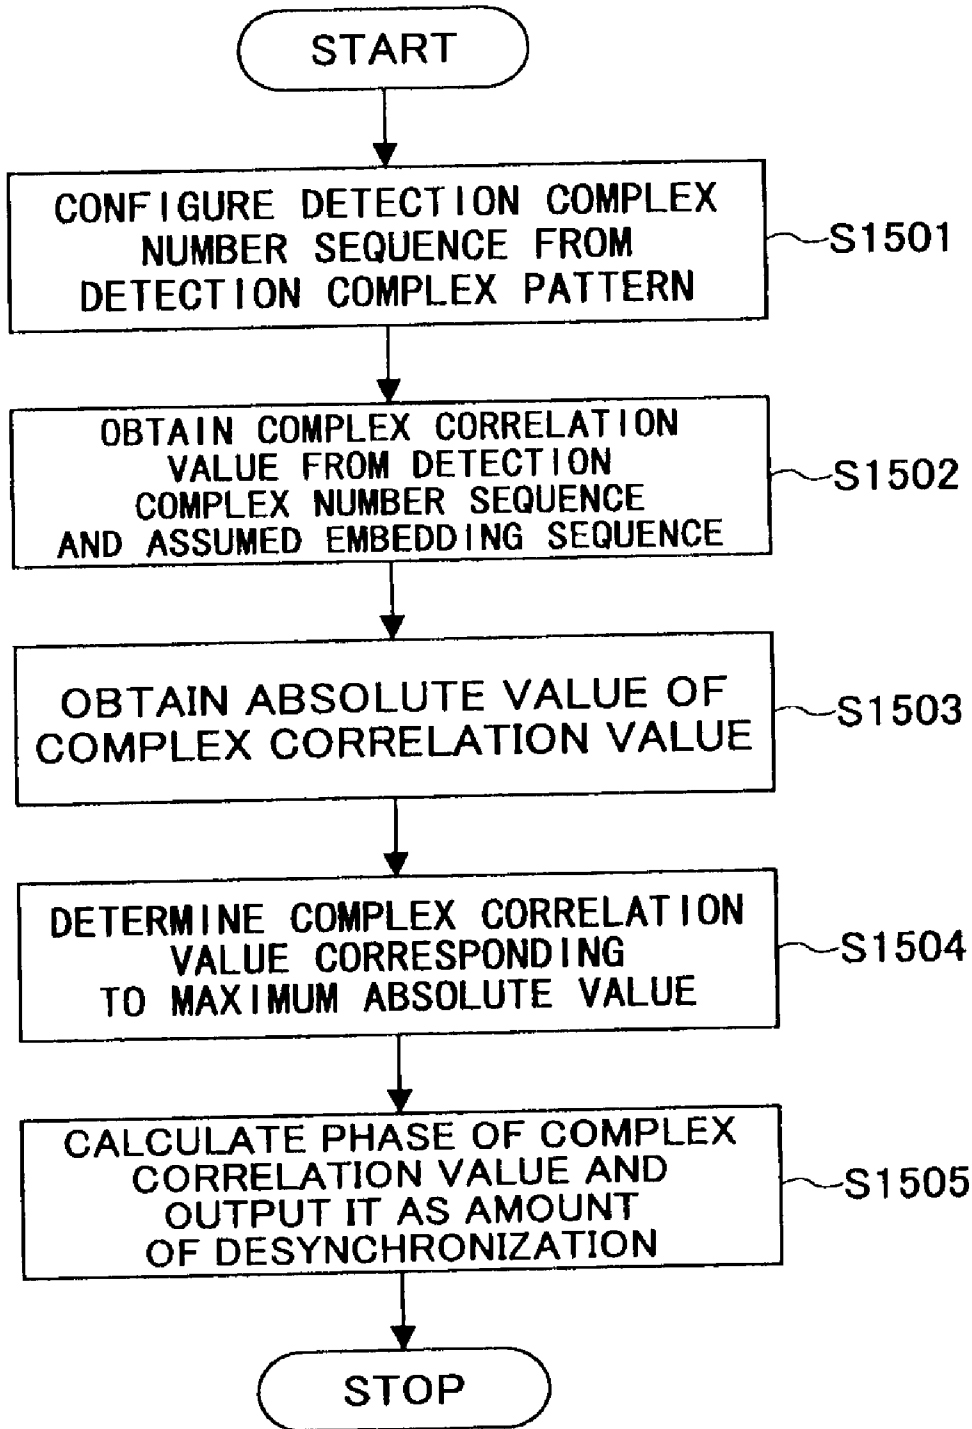 START
CONFIGURE DETECTION COMPLEX
NUMBER SEQUENCE FROM
DETECTION COMPLEX PATTERN
S1501
OBTAIN COMPLEX CORRELATION
VALUE FROM DETECTION
COMPLEX NUMBER SEQUENCE
AND ASSUMED EMBEDDING SEQUENCE
S1502
OBTAIN ABSOLUTE VALUE OF
COMPLEX CORRELATION VALUE
S1503
DETERMINE COMPLEX CORRELATION
VALUE CORRESPONDING
TO MAXIMUM ABSOLUTE VALUE
S1504
CALCULATE PHASE OF COMPLEX
CORRELATION VALUE AND
OUTPUT IT AS AMOUNT
OF DESYNCHRONIZATION
S1505
STOP